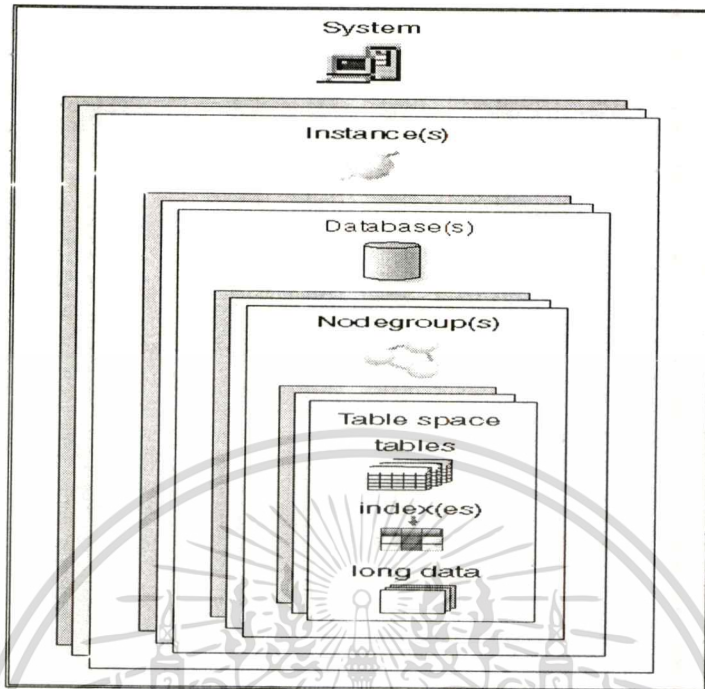 System
Instance(s)
Database(s)
Nodegroup(s)
Table space
tables
index(es)
long data